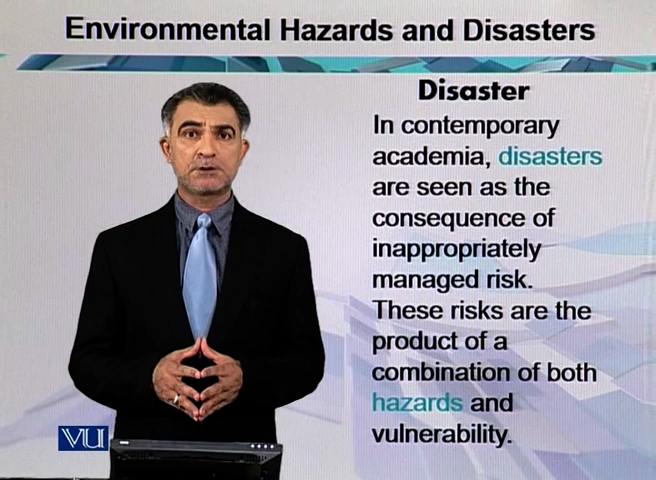 Environmental Hazards and Disasters
Disaster
In contemporary
academia, disasters
are seen as the
consequence of
inappropriately
managed risk.
These risks are the
product of a
combination of both
hazards and
vulnerability.
VU